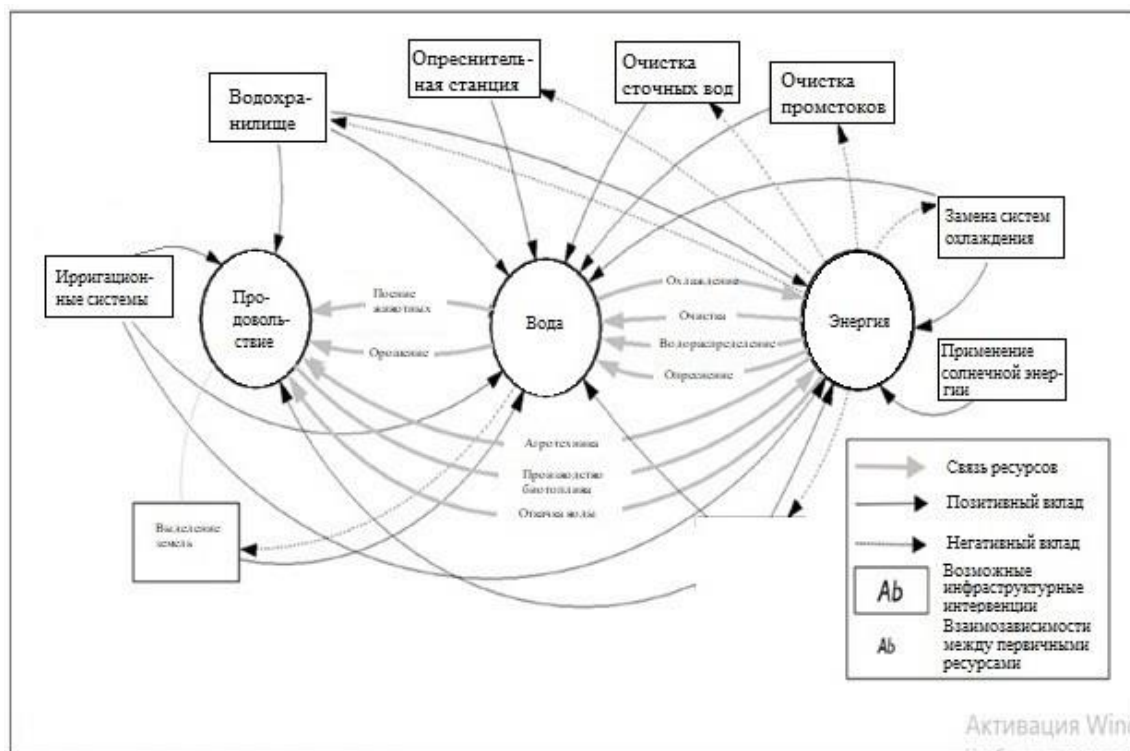 Опреснитель-
ная станция
Очистка
сточных вод
Очистка
промстоков
Водохра-
нилище
Замена систем
охлаждения
Ирригацион-
ные системы
Про-
доволь-
ствие
Поение
животных
Орошение
Вода
Охлаждение
Очистка
Водораспределение
Опреснение
Энергия
Применение
солнечной энер-
гии
Агротехника
Производство
биотоплива
Откачка воды
Выделение
земель
Связь ресурсов
Позитивный вклад
Негативный вклад
Ab
Возможные
инфраструктурные
интервенции
Ab
Взаимозависимости
между первичными
ресурсами
Активация Win